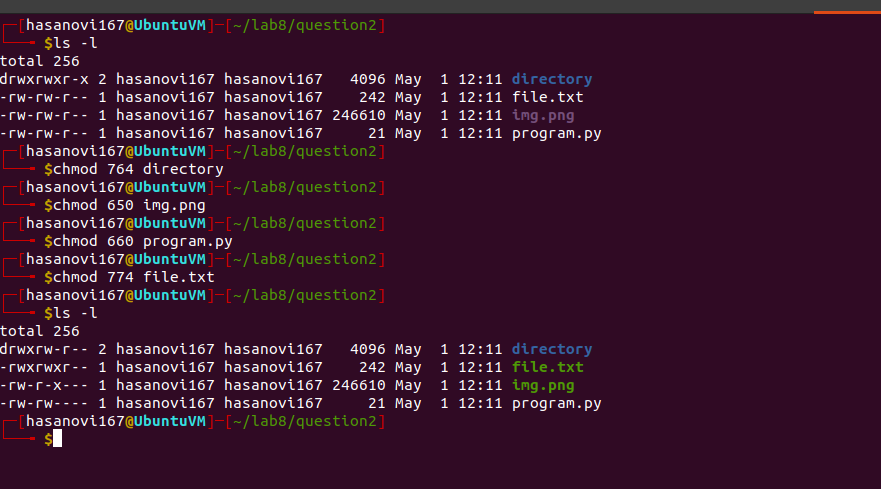 ┌─[hasanovi167@UbuntuVM]─[~/lab8/question2]
└──╼ $ls -l
total 256
drwxrwxr-x 2 hasanovi167 hasanovi167   4096 May  1 12:11 directory
-rw-rw-r-- 1 hasanovi167 hasanovi167    242 May  1 12:11 file.txt
-rw-rw-r-- 1 hasanovi167 hasanovi167 246610 May  1 12:11 img.png
-rw-rw-r-- 1 hasanovi167 hasanovi167     21 May  1 12:11 program.py
┌─[hasanovi167@UbuntuVM]─[~/lab8/question2]
└──╼ $chmod 764 directory
┌─[hasanovi167@UbuntuVM]─[~/lab8/question2]
└──╼ $chmod 650 img.png
┌─[hasanovi167@UbuntuVM]─[~/lab8/question2]
└──╼ $chmod 660 program.py
┌─[hasanovi167@UbuntuVM]─[~/lab8/question2]
└──╼ $chmod 774 file.txt
┌─[hasanovi167@UbuntuVM]─[~/lab8/question2]
└──╼ $ls -l
total 256
drwxrw-r-- 2 hasanovi167 hasanovi167   4096 May  1 12:11 directory
-rwxrwxr-- 1 hasanovi167 hasanovi167    242 May  1 12:11 file.txt
-rw-r-x--- 1 hasanovi167 hasanovi167 246610 May  1 12:11 img.png
-rw-rw---- 1 hasanovi167 hasanovi167     21 May  1 12:11 program.py
┌─[hasanovi167@UbuntuVM]─[~/lab8/question2]
└──╼ $